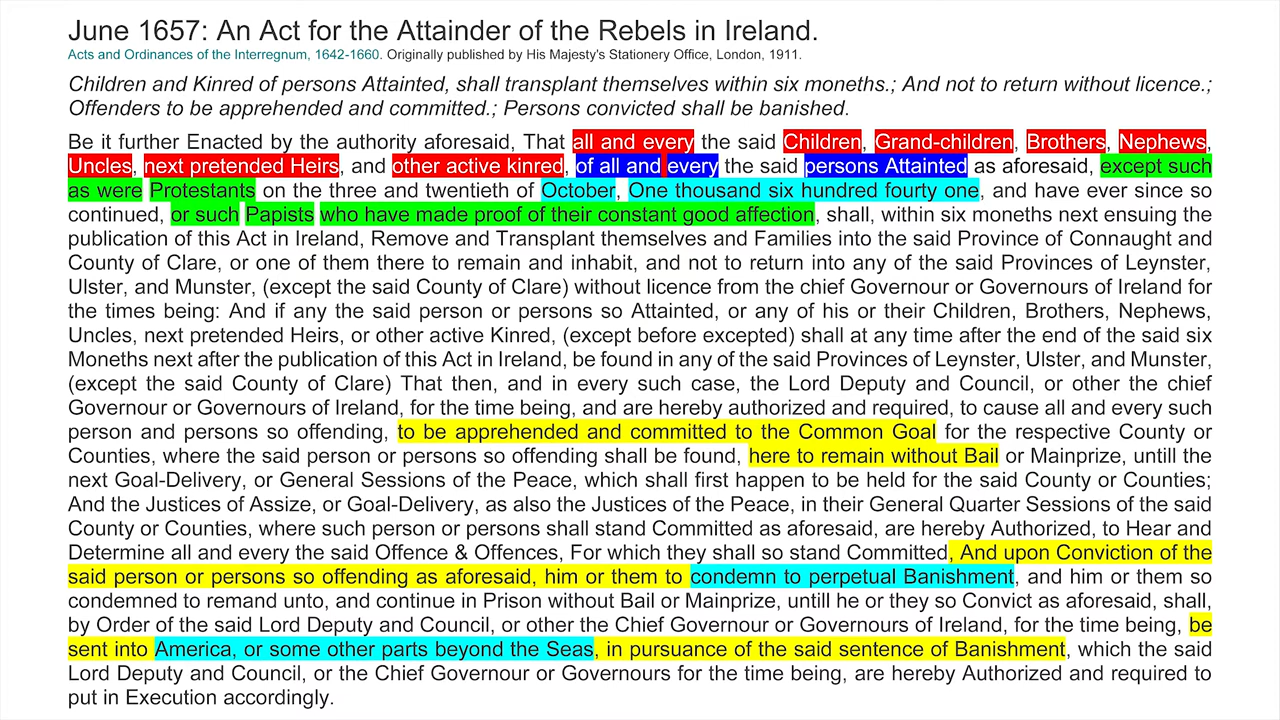 June 1657: An Act for the Attainder of the Rebels in Ireland.
Acts and Ordinances of the Interregnum, 1642-1660. Originally published by His Majesty's Stationery Office, London, 1911.
Children and Kinred of persons Attainted, shall transplant themselves within six moneths.; And not to return without licence.;
Offenders to be apprehended and committed.; Persons convicted shall be banished.
Be it further Enacted by the authority aforesaid, That all and every the said Children, Grand-children, Brothers, Nephews,
Uncles, next pretended Heirs, and other active kinred, of all and every the said persons Attainted as aforesaid, except such
as were Protestants on the three and twentieth of October, One thousand six hundred fourty one, and have ever since so
continued, or such Papists who have made proof of their constant good affection, shall, within six moneths next ensuing the
publication of this Act in Ireland, Remove and Transplant themselves and Families into the said Province of Connaught and
County of Clare, or one of them there to remain and inhabit, and not to return into any of the said Provinces of Leynster,
Ulster, and Munster, (except the said County of Clare) without licence from the chief Governour or Governours of Ireland for
the times being: And if any the said person or persons so Attainted, or any of his or their Children, Brothers, Nephews,
Uncles, next pretended Heirs, or other active Kinred, (except before excepted) shall at any time after the end of the said six
Moneths next after the publication of this Act in Ireland, be found in any of the said Provinces of Leynster, Ulster, and Munster,
(except the said County of Clare) That then, and in every such case, the Lord Deputy and Council, or other the chief
Governour or Governours of Ireland, for the time being, and are hereby authorized and required, to cause all and every such
person and persons so offending, to be apprehended and committed to the Common Goal for the respective County or
Counties, where the said person or persons so offending shall be found, here to remain without Bail or Mainprize, untill the
next Goal-Delivery, or General Sessions of the Peace, which shall first happen to be held for the said County or Counties;
And the Justices of Assize, or Goal-Delivery, as also the Justices of the Peace, in their General Quarter Sessions of the said
County or Counties, where such person or persons shall stand Committed as aforesaid, are hereby Authorized, to Hear and
Determine all and every the said Offence & Offences, For which they shall so stand Committed, And upon Conviction of the
said person or persons so offending as aforesaid, him or them to condemn to perpetual Banishment, and him or them so
condemned to remand unto, and continue in Prison without Bail or Mainprize, untill he or they so Convict as aforesaid, shall,
by Order of the said Lord Deputy and Council, or other the Chief Governour or Governours of Ireland, for the time being, be
sent into America, or some other parts beyond the Seas, in pursuance of the said sentence of Banishment, which the said
Lord Deputy and Council, or the Chief Governour or Governours for the time being, are hereby Authorized and required to
put in Execution accordingly.